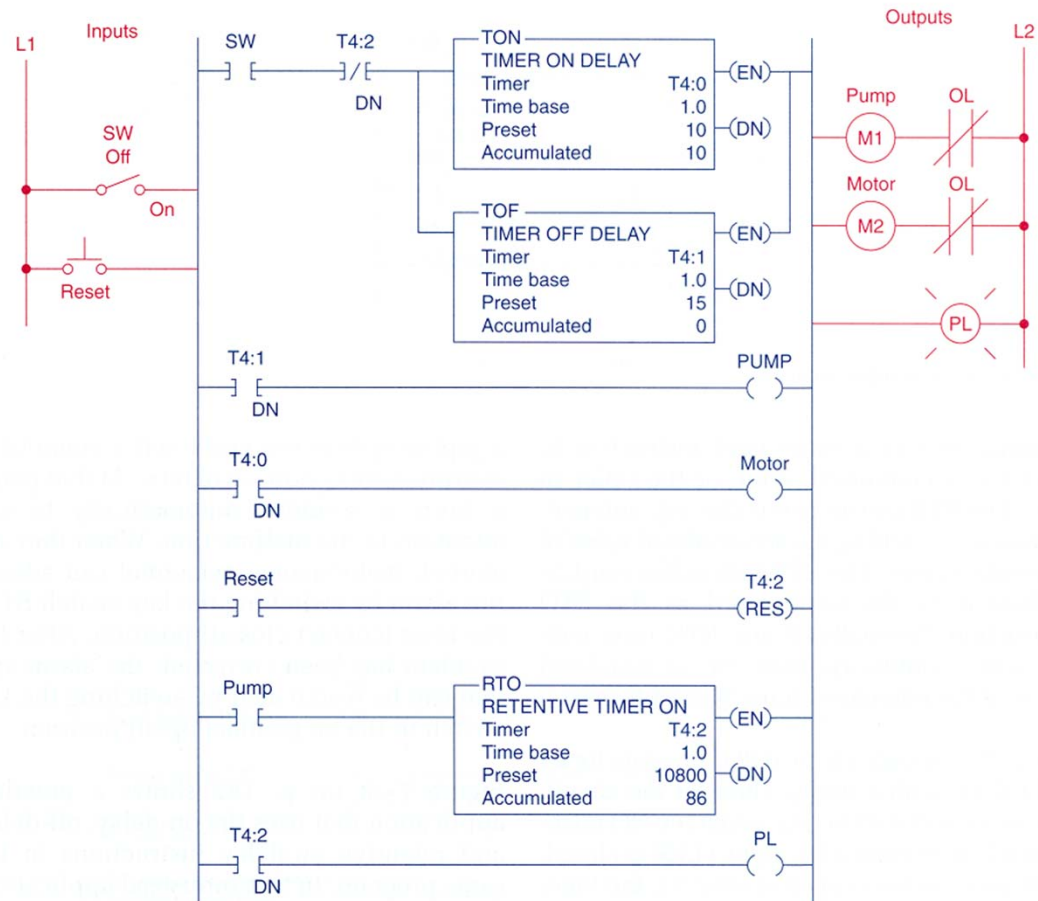 Inputs
Outputs
L1
L2
SW
T4:2
DN
TON
TIMER ON DELAY
Timer T4:0
Time base 1.0
Preset 10
Accumulated 10
EN
DN
SW
Off
On
Reset
Pump
OL
M1
Motor
OL
M2
PL
TOF
TIMER OFF DELAY
Timer T4:1
Time base 1.0
Preset 15
Accumulated 0
EN
DN
T4:1
DN
PUMP
T4:0
DN
Motor
Reset
T4:2
RES
Pump
RTO
RETENTIVE TIMER ON
Timer T4:2
Time base 1.0
Preset 10800
Accumulated 86
EN
DN
T4:2
DN
PL